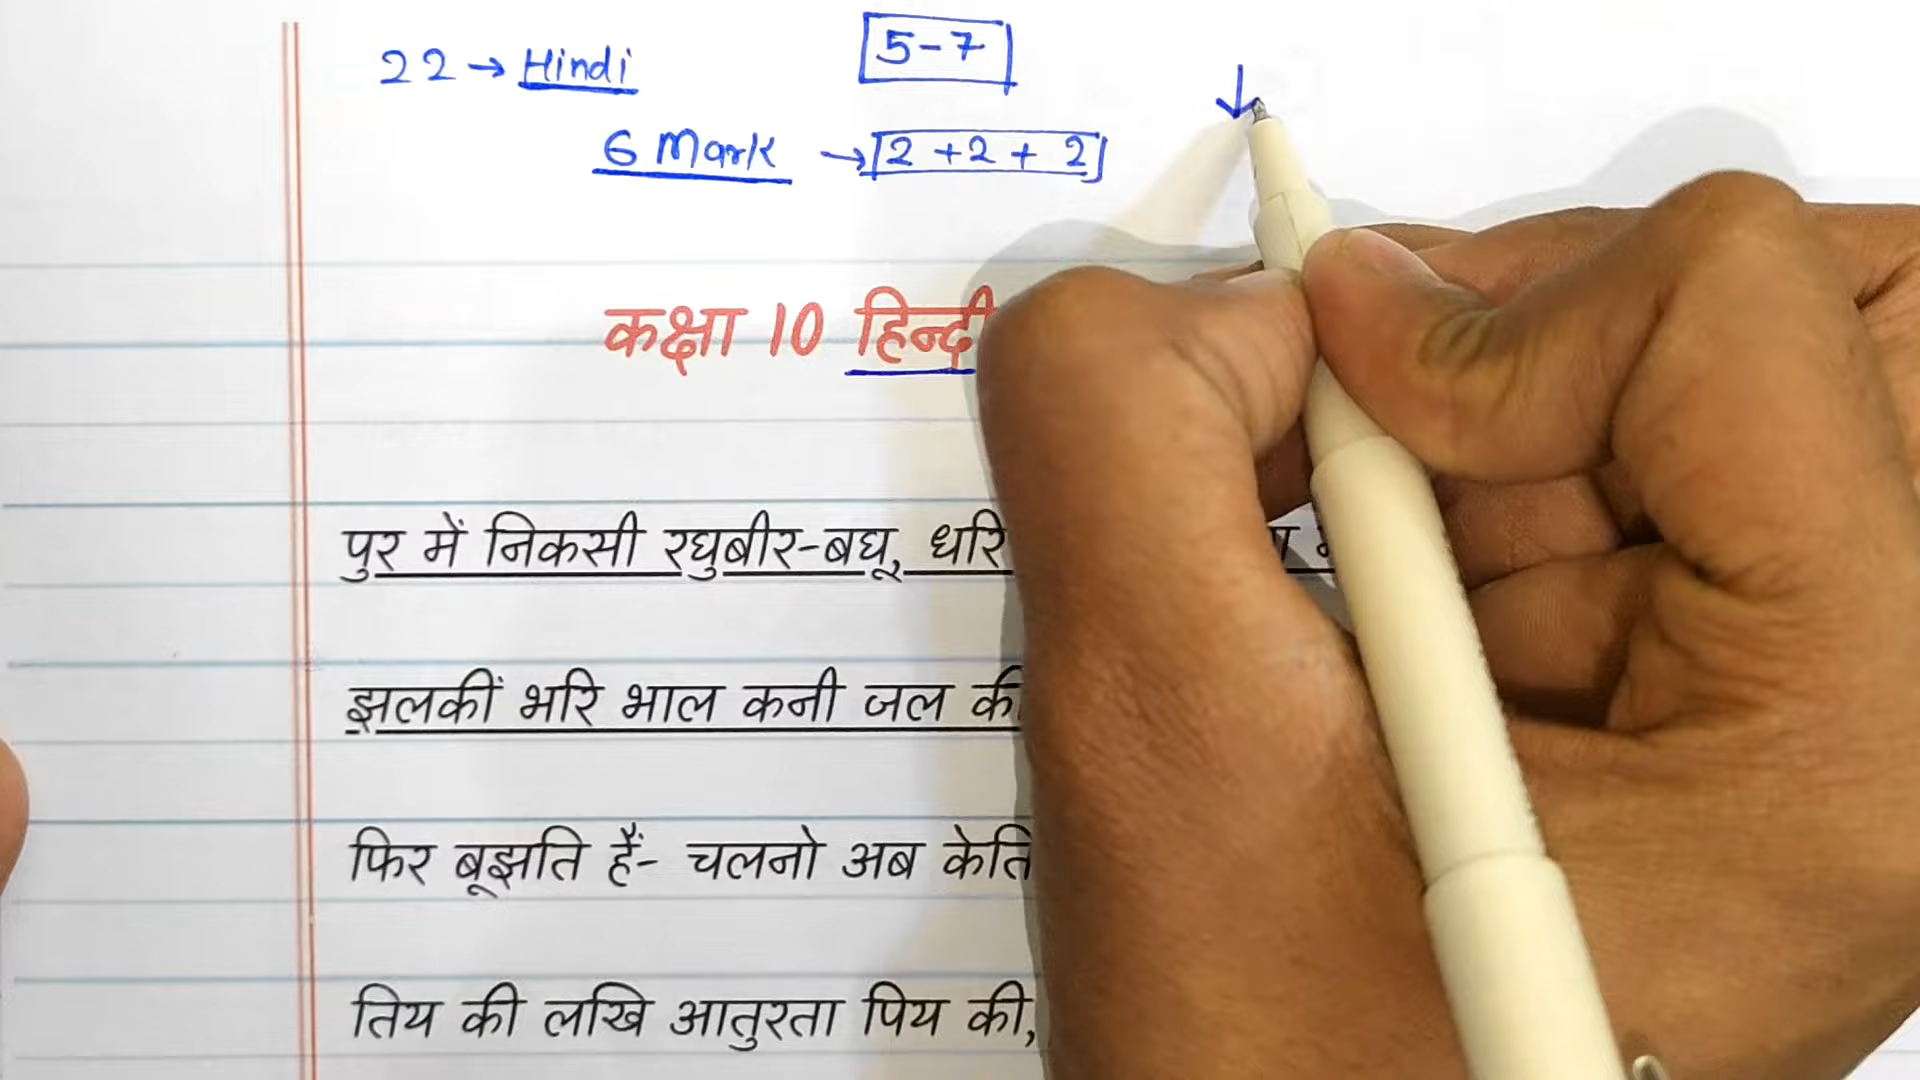 22 → Hindi 5-7
6 Mark → 2 + 2 + 2
कक्षा 10 हिन्दी
पुर में निकसी रघुबीर-बघू, धरि
झलकीं भरि भाल कनी जल की
फिर बूझति हैं- चलनो अब केति
तिय की लखि आतुरता पिय की,